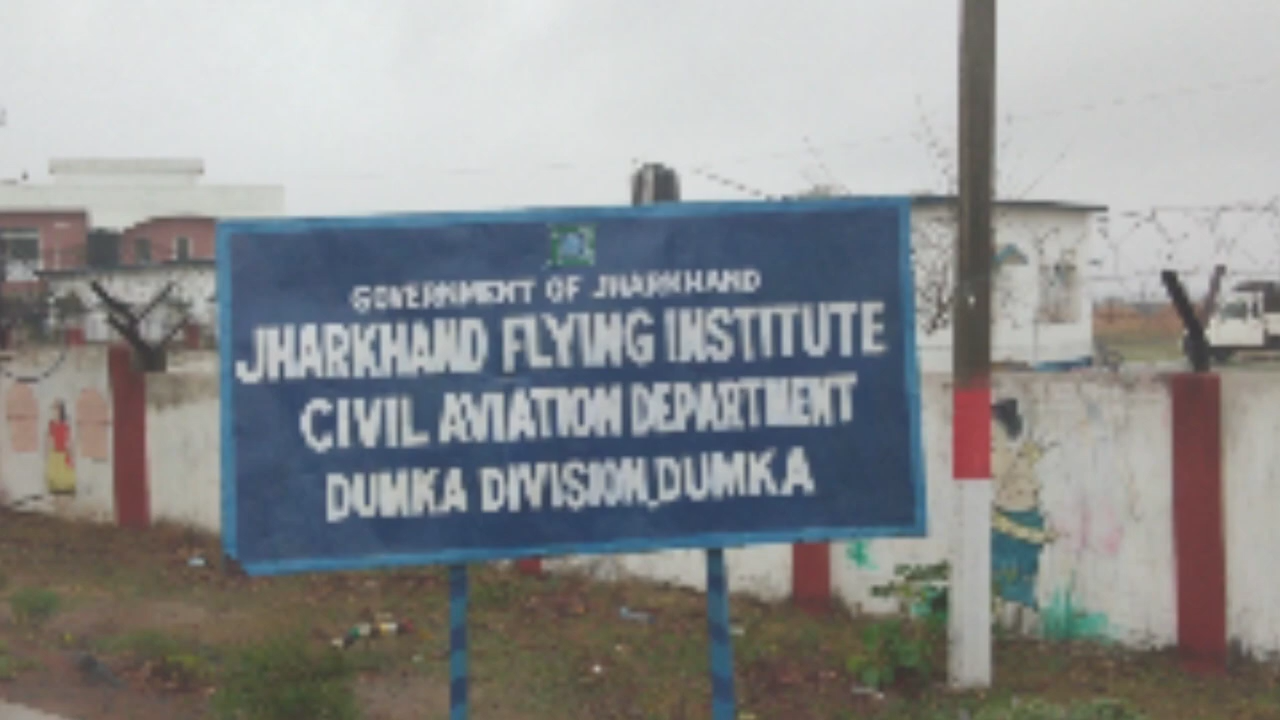 GOVERNMENT OF JHARKHAND
JHARKHAND FLYING INSTITUTE
CIVIL AVIATION DEPARTMENT
DUMKA DIVISION,DUMKA